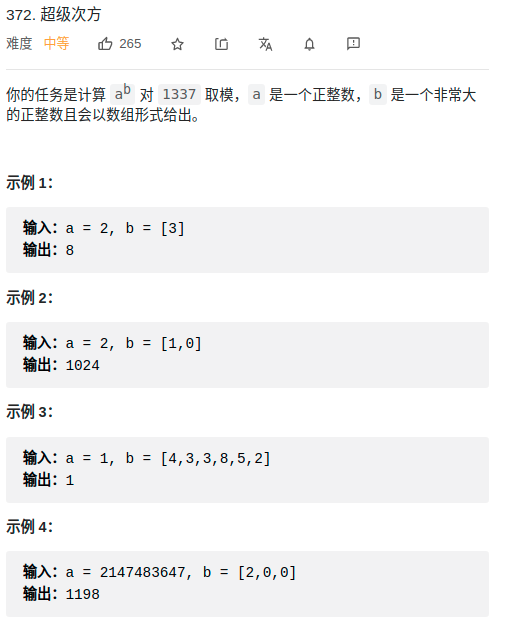 372. 超级次方
难度 中等 265
你的任务是计算 aᵇ 对 1337 取模，a 是一个正整数，b 是一个非常大
的正整数且会以数组形式给出。
示例 1：
输入：a = 2, b = [3]
输出：8
示例 2：
输入：a = 2, b = [1,0]
输出：1024
示例 3：
输入：a = 1, b = [4,3,3,8,5,2]
输出：1
示例 4：
输入：a = 2147483647, b = [2,0,0]
输出：1198